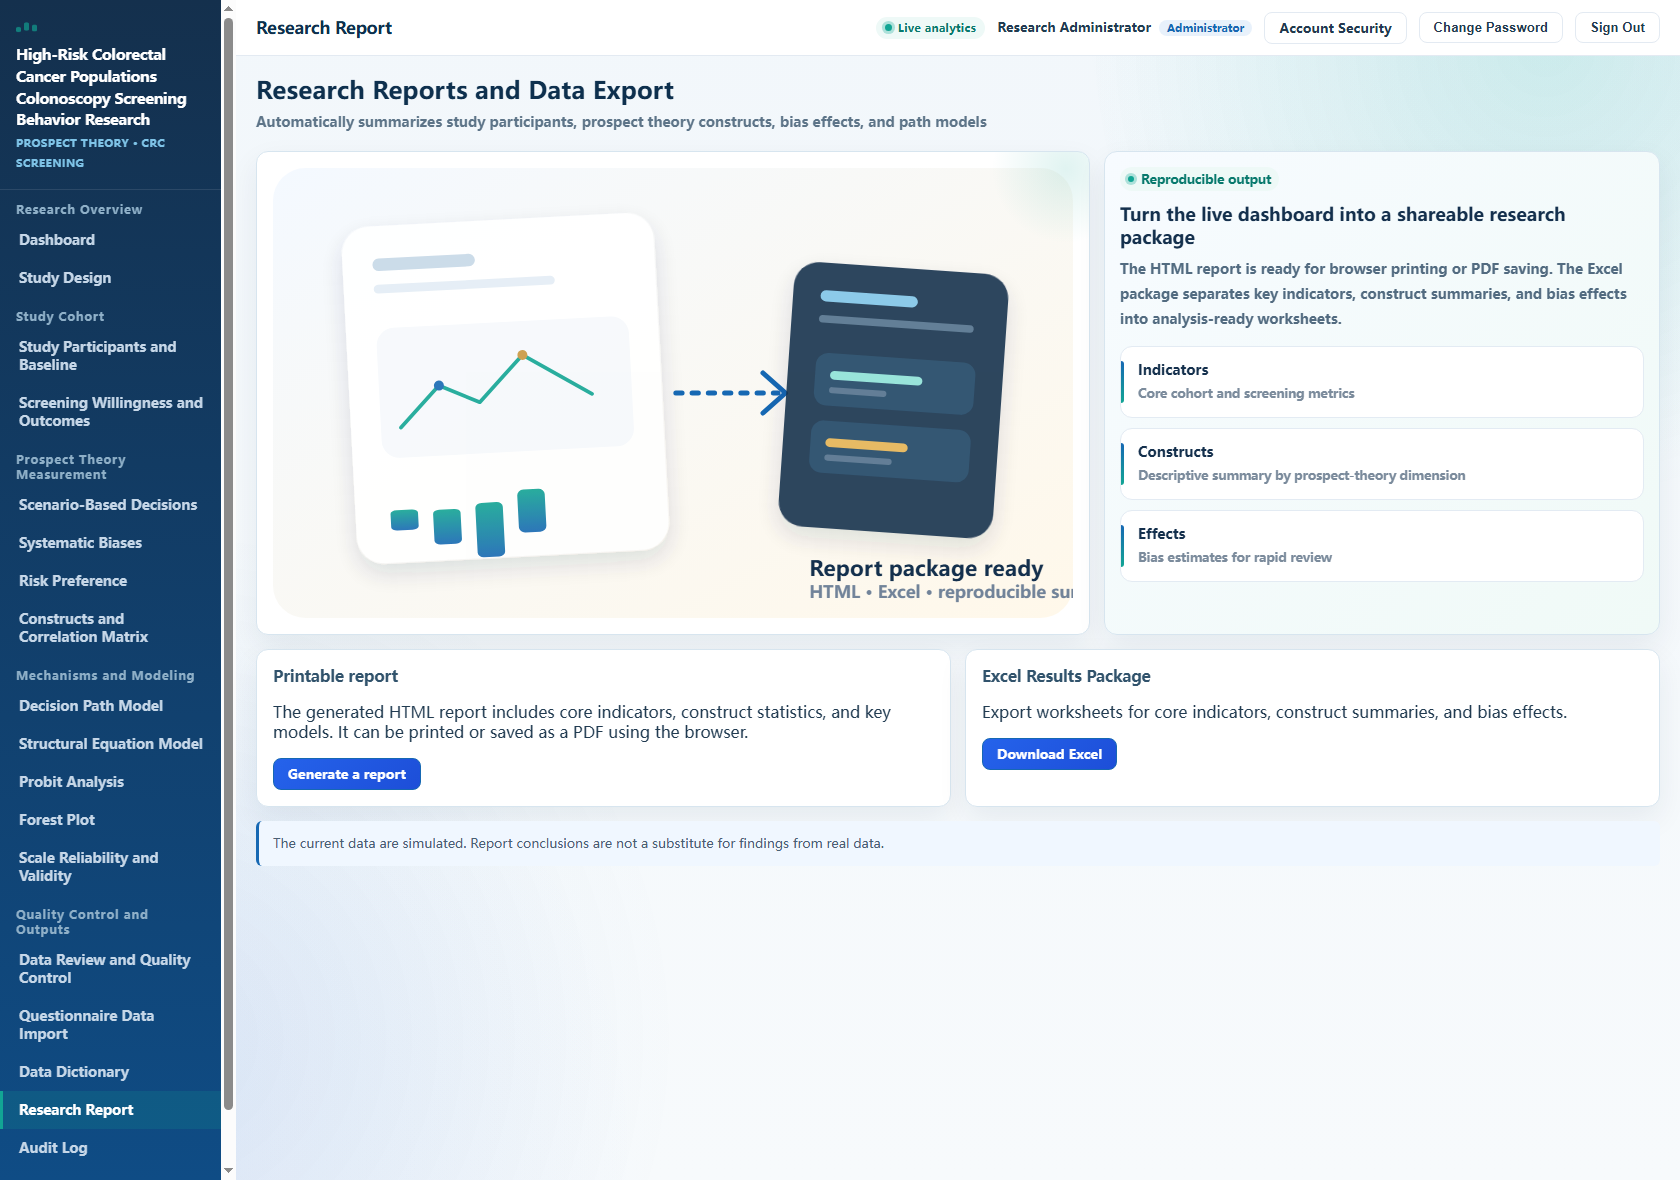 High-Risk Colorectal
Cancer Populations
Colonoscopy Screening
Behavior Research
PROSPECT THEORY • CRC
SCREENING
Research Overview
Dashboard
Study Design
Study Cohort
Study Participants and
Baseline
Screening Willingness and
Outcomes
Prospect Theory
Measurement
Scenario-Based Decisions
Systematic Biases
Risk Preference
Constructs and
Correlation Matrix
Mechanisms and Modeling
Decision Path Model
Structural Equation Model
Probit Analysis
Forest Plot
Scale Reliability and
Validity
Quality Control and
Outputs
Data Review and Quality
Control
Questionnaire Data
Import
Data Dictionary
Research Report
Audit Log
Research Report
Live analytics
Research Administrator
Administrator
Account Security
Change Password
Sign Out
Research Reports and Data Export
Automatically summarizes study participants, prospect theory constructs, bias effects, and path models
Report package ready
HTML • Excel • reproducible
Reproducible output
Turn the live dashboard into a shareable research
package
The HTML report is ready for browser printing or PDF saving. The Excel
package separates key indicators, construct summaries, and bias effects
into analysis-ready worksheets.
Indicators
Core cohort and screening metrics
Constructs
Descriptive summary by prospect-theory dimension
Effects
Bias estimates for rapid review
Printable report
The generated HTML report includes core indicators, construct statistics, and key
models. It can be printed or saved as a PDF using the browser.
Generate a report
Excel Results Package
Export worksheets for core indicators, construct summaries, and bias effects.
Download Excel
The current data are simulated. Report conclusions are not a substitute for findings from real data.